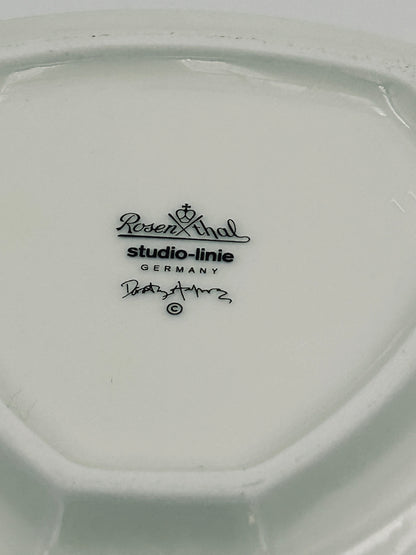 Rosenthal
studio-linie
GERMANY
©